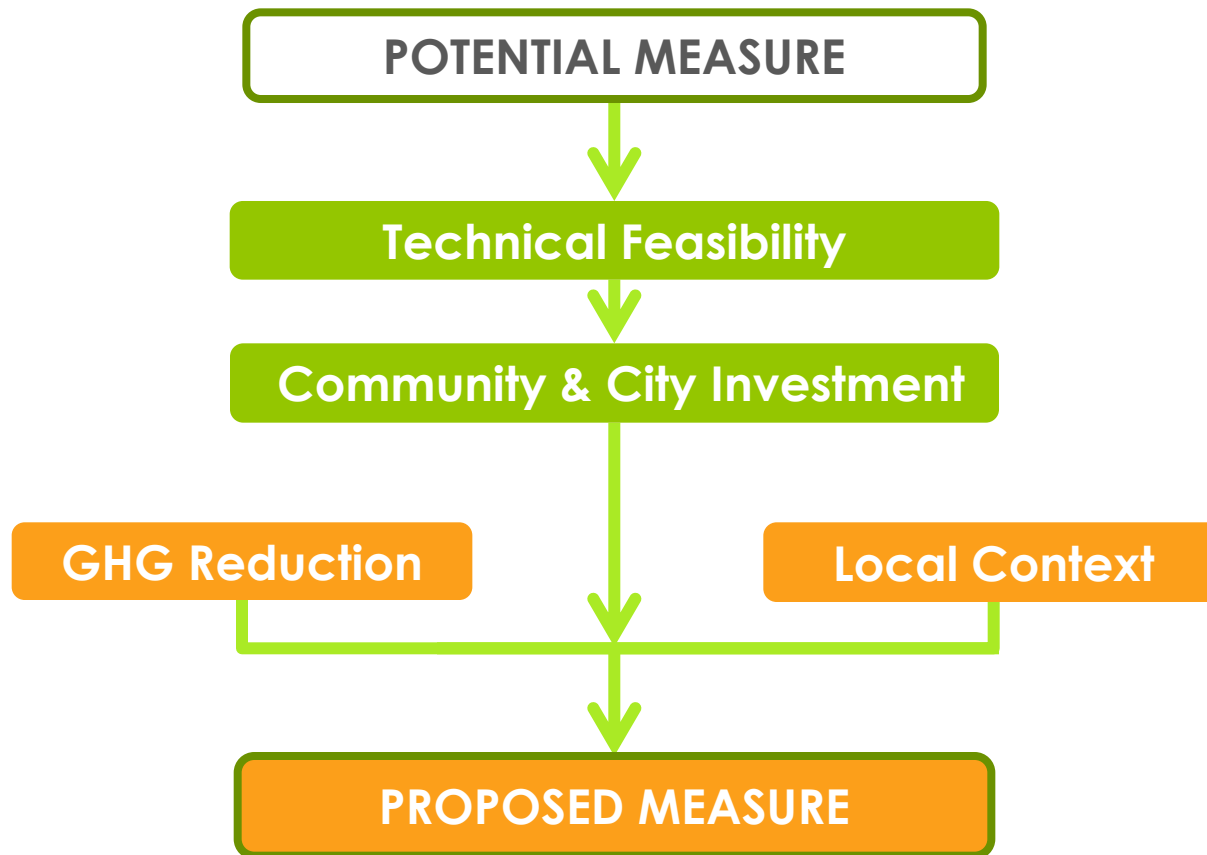 POTENTIAL MEASURE
Technical Feasibility
Community & City Investment
GHG Reduction
Local Context
PROPOSED MEASURE